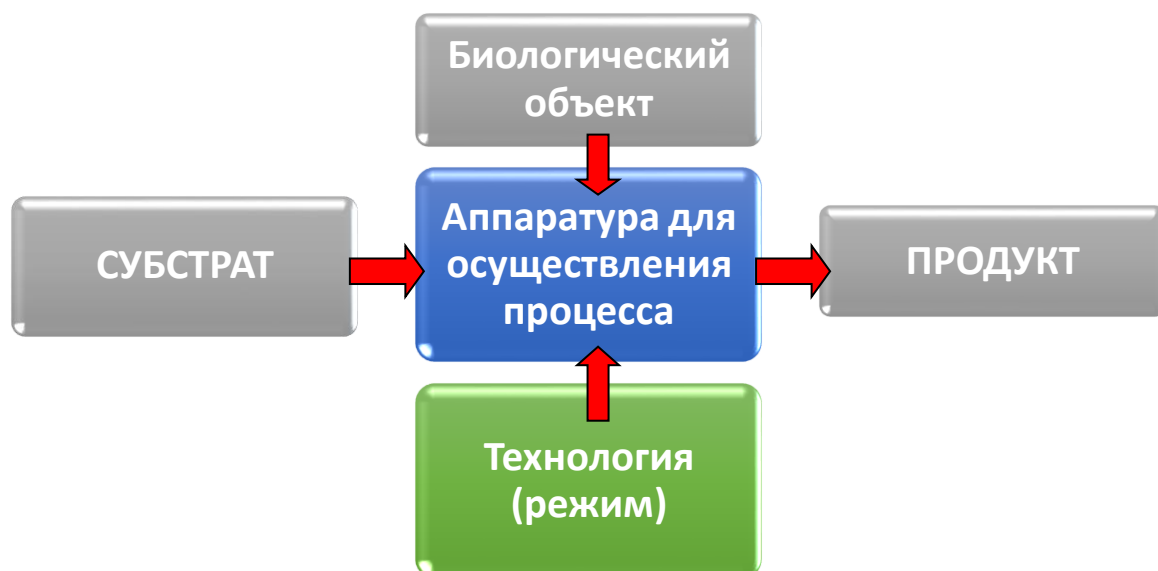 Биологический
объект
СУБСТРАТ
Аппаратура для
осуществления
процесса
ПРОДУКТ
Технология
(режим)